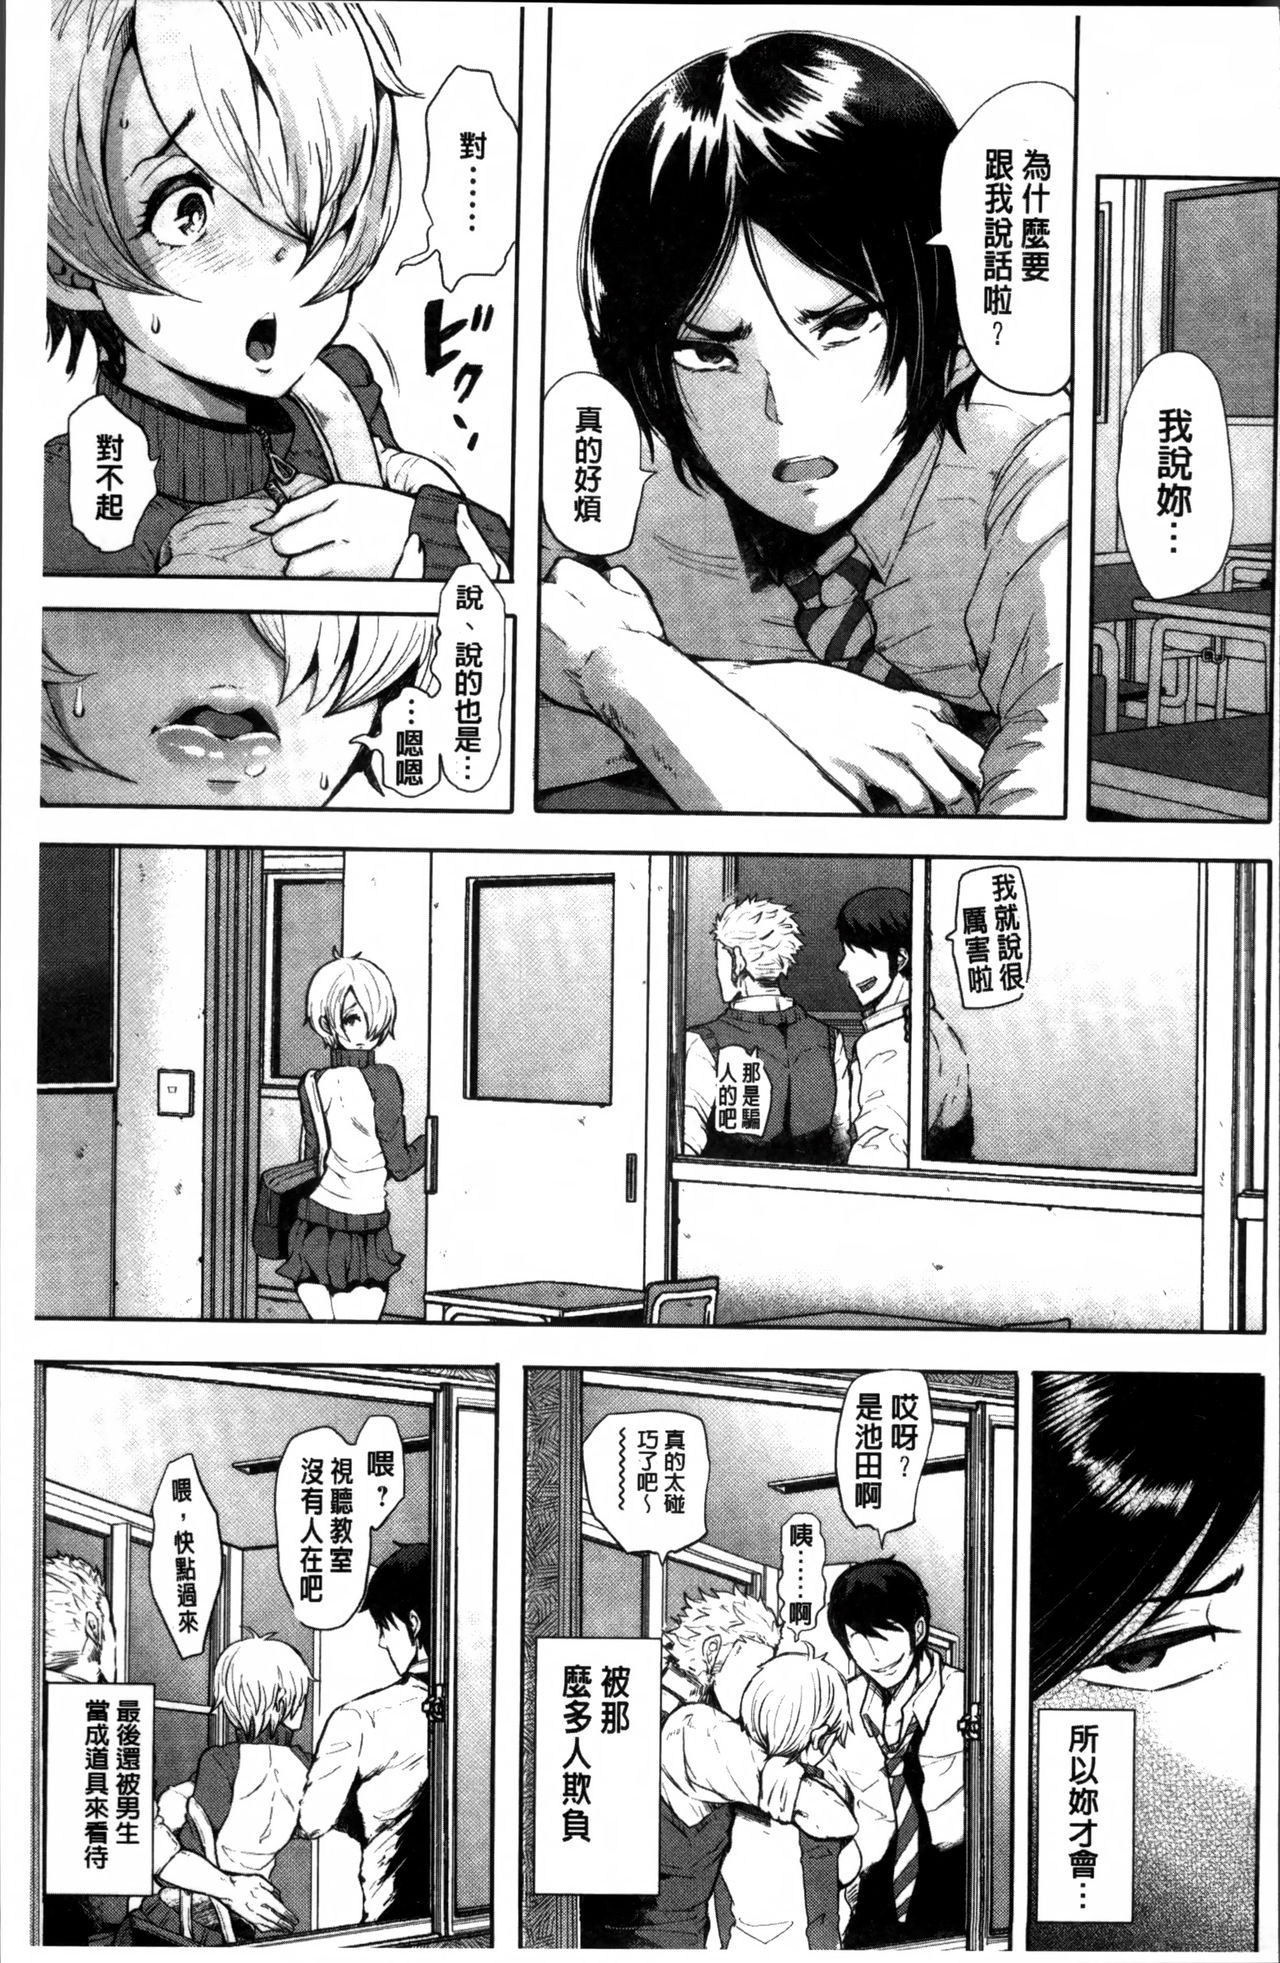 我說妳…
為什麼要
跟我說話啦？
真的好煩
對……
ビクン
對不起
說、說的也是…
…嗯嗯
我就說很
厲害啦
那是騙
人的吧
所以妳才會…
哎呀？
是池田啊
咦……啊
真的太碰
巧了吧～
被那
麼多人欺負
喂？
視聽教室
沒有人在吧
喂，快點過來
最後還被男生
當成道具來看待